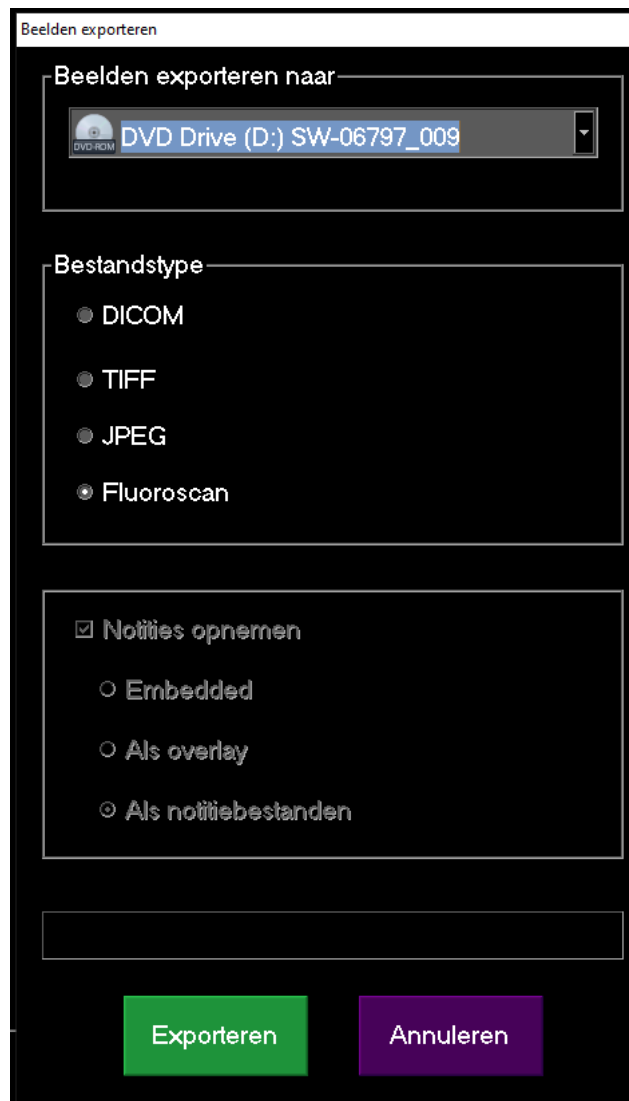 Beelden exporteren
Beelden exporteren naar
DVD-ROM
DVD Drive (D:) SW-06797_009
Bestandstype
DICOM
TIFF
JPEG
Fluoroscan
Notities opnemen
Embedded
Als overlay
Als notitiebestanden
Exporteren
Annuleren